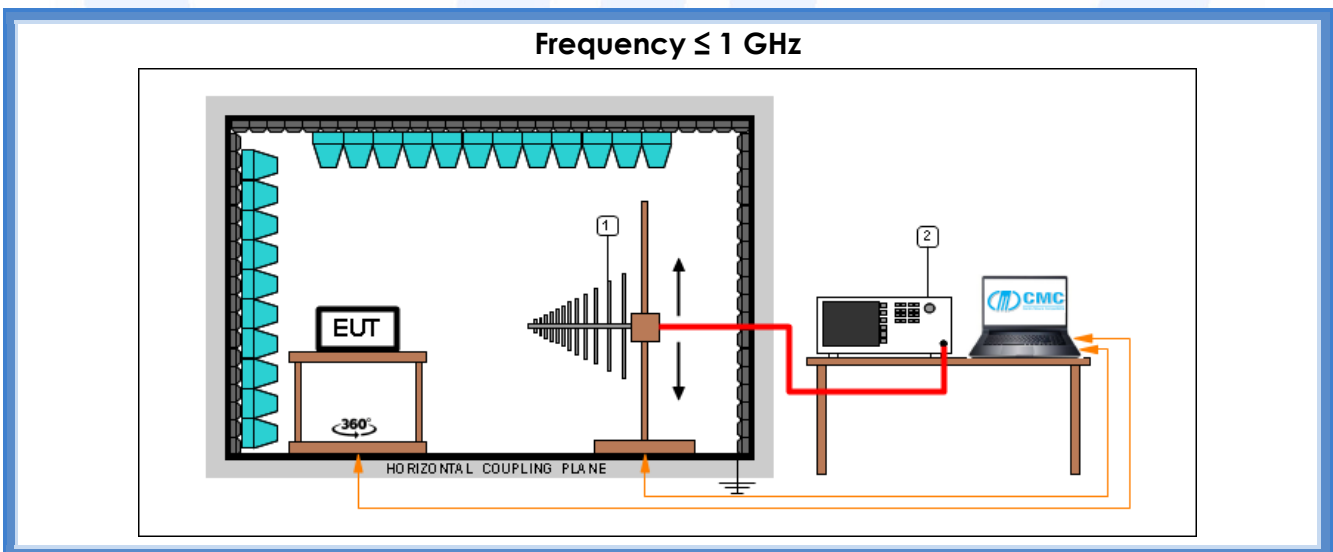 Frequency ≤ 1 GHz
1
2
CMC
EUT
360°
HORIZONTAL COUPLING PLANE